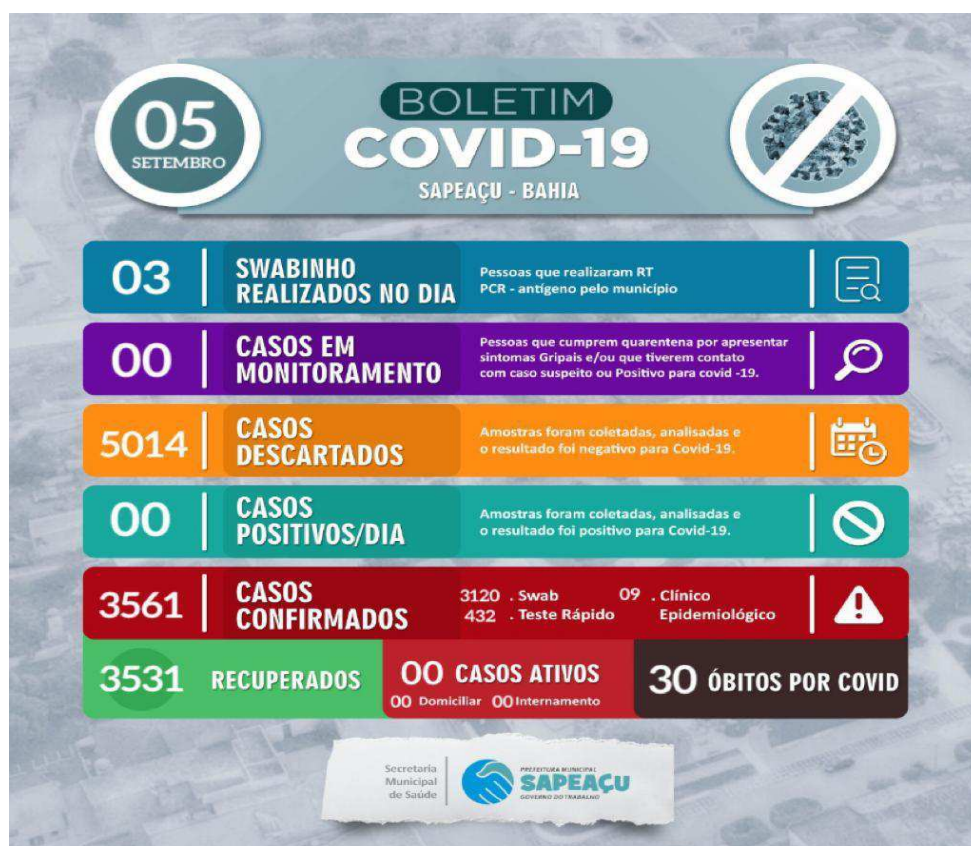 05
SETEMBRO
BOLETIM
COVID-19
SAPEAÇU - BAHIA
03
SWABINHO
REALIZADOS NO DIA
Pessoas que realizaram RT
PCR - antígeno pelo município
00
CASOS EM
MONITORAMENTO
Pessoas que cumprem quarentena por apresentar
sintomas Gripais e/ou que tiverem contato
com caso suspeito ou Positivo para covid -19.
5014
CASOS
DESCARTADOS
Amostras foram coletadas, analisadas e
o resultado foi negativo para Covid-19.
00
CASOS
POSITIVOS/DIA
Amostras foram coletadas, analisadas e
o resultado foi positivo para Covid-19.
3561
CASOS
CONFIRMADOS
3120 . Swab
432 . Teste Rápido
09 . Clínico
Epidemiológico
3531 RECUPERADOS
00 CASOS ATIVOS
00 Domiciliar 00 Internamento
30 ÓBITOS POR COVID
Secretaria
Municipal
de Saúde
PREFEITURA MUNICIPAL
SAPEAÇU
GOVERNO DO TRABALHO